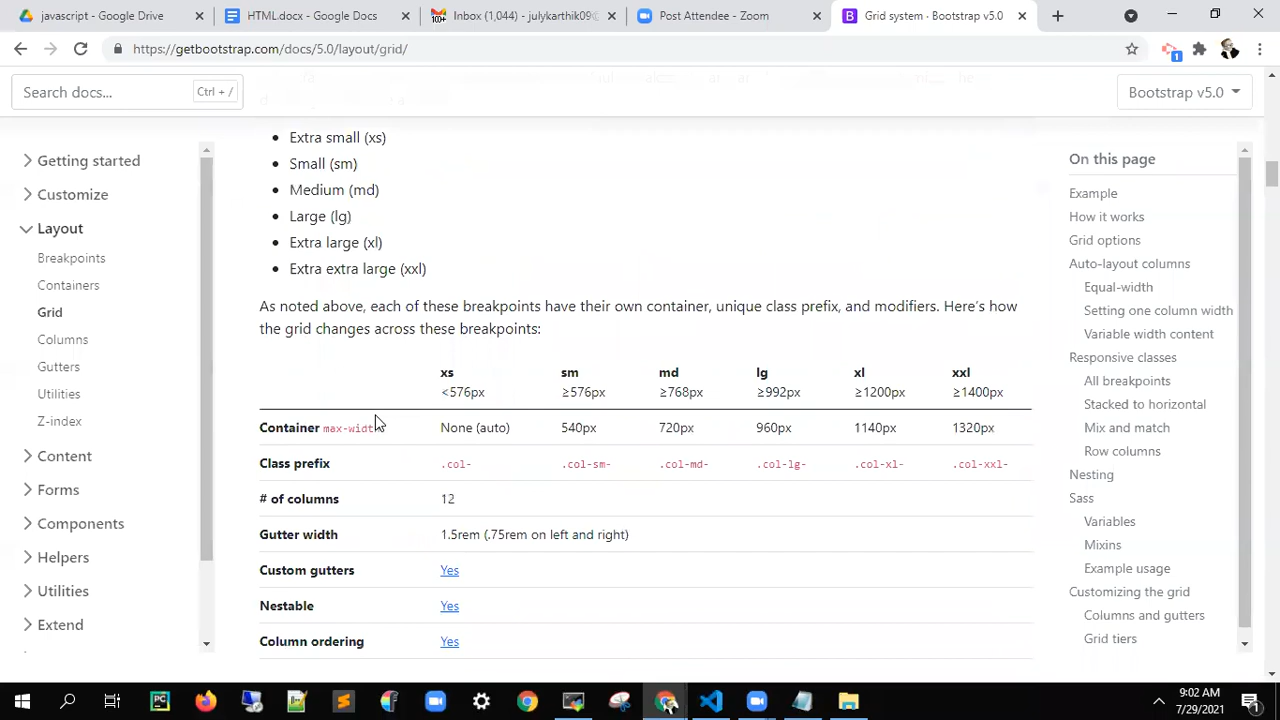 javascript - Google Drive
HTML.docx - Google Docs
Inbox (1,044) - julykarthik09@
Post Attendee - Zoom
Grid system · Bootstrap v5.0
https://getbootstrap.com/docs/5.0/layout/grid/
Search docs...
Ctrl + /
Bootstrap v5.0
Getting started
Customize
Layout
Breakpoints
Containers
Grid
Columns
Gutters
Utilities
Z-index
Content
Forms
Components
Helpers
Utilities
Extend
Extra small (xs)
Small (sm)
Medium (md)
Large (lg)
Extra large (xl)
Extra extra large (xxl)
As noted above, each of these breakpoints have their own container, unique class prefix, and modifiers. Here's how
the grid changes across these breakpoints:
xs sm md lg xl xxl
<576px ≥576px ≥768px ≥992px ≥1200px ≥1400px
Container max-width None (auto) 540px 720px 960px 1140px 1320px
Class prefix .col- .col-sm- .col-md- .col-lg- .col-xl- .col-xxl-
# of columns 12
Gutter width 1.5rem (.75rem on left and right)
Custom gutters Yes
Nestable Yes
Column ordering Yes
On this page
Example
How it works
Grid options
Auto-layout columns
Equal-width
Setting one column width
Variable width content
Responsive classes
All breakpoints
Stacked to horizontal
Mix and match
Row columns
Nesting
Sass
Variables
Mixins
Example usage
Customizing the grid
Columns and gutters
Grid tiers
9:02 AM
7/29/2021